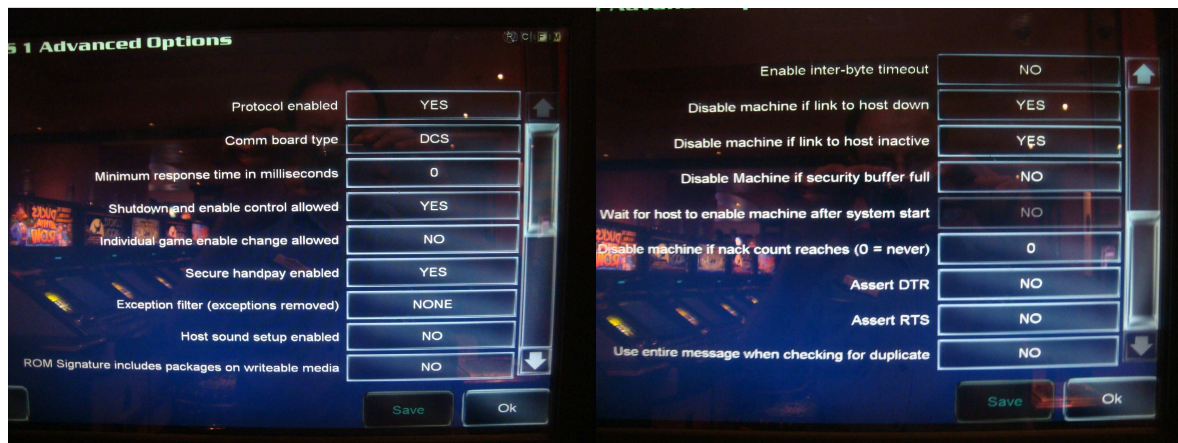 1 Advanced Options
Protocol enabled YES
Comm board type DCS
Minimum response time in milliseconds 0
Shutdown and enable control allowed YES
Individual game enable change allowed NO
Secure handpay enabled YES
Exception filter (exceptions removed) NONE
Host sound setup enabled NO
ROM Signature includes packages on writeable media NO
Save Ok
Enable inter-byte timeout NO
Disable machine if link to host down YES
Disable machine if link to host inactive YES
Disable Machine if security buffer full NO
Wait for host to enable machine after system start NO
Disable machine if nack count reaches (0 = never) 0
Assert DTR NO
Assert RTS NO
Use entire message when checking for duplicate NO
Save Ok